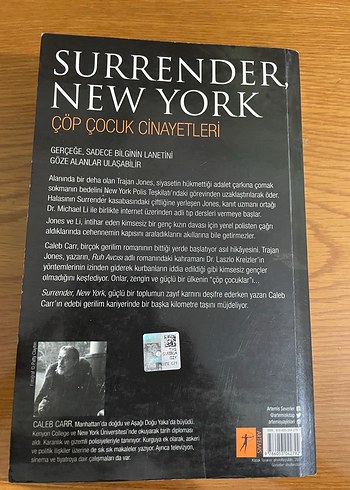 SURRENDER,
NEW YORK
ÇÖP ÇOCUK CİNAYETLERİ
GERÇEĞE, SADECE BİLGİNİN LANETİNİ
GÖZE ALANLAR ULAŞABİLİR
Alanında bir deha olan Trajan Jones, siyasetin hükmettiği adalet çarkına çomak
sokmanın bedelini New York Polis Teşkilatı'ndaki görevinden uzaklaştırılarak öder.
Halasının Surrender kasabasındaki çiftliğine yerleşen Jones, kanıt uzmanı ortağı
Dr. Michael Li ile birlikte internet üzerinden adli tıp dersleri vermeye başlar.
Jones ve Li, intihar eden kimsesiz bir genç kızın davası için yerel polisten çağrı
aldıklarında cehennemin kapısını araladıklarını akıllarına bile getirmezler.
Caleb Carr, birçok gerilim romanının bittiği yerde başlatıyor asıl hikâyesini. Trajan
Jones, yazarın, Ruh Avcısı adlı romanındaki kahramanı Dr. Laszlo Kreizler'in
yöntemlerinin izinden giderek kurbanların iddia edildiği gibi kimsesiz gençler
olmadığını keşfediyor. Onlar, zengin ve güçlü bir ülkenin "çöp çocukları"ı...
Surrender, New York, güçlü bir toplumun zayıf karnını deşifre ederken yazan Caleb
Carr'ın edebi gerilim kariyerinde bir başka kilometre taşını müjdeliyor.
CALEB CARR, Manhattan'da doğdu ve Aşağı Doğu Yaka'da büyüdü.
Kenyon College ve New York Üniversitesi'nde okuyarak tarih diploması
aldı. Karanlık ve gizemli polisiyeleriyle tanınıyor. Kurguya ek olarak, askeri
ve politik ilişkiler üzerine de sık sık makaleler yazıyor. Ayrıca televizyon,
sinema ve tiyatroya dair çalışmaları da var.
Artemis Severler
@artemiskitap
artemisyayinlari
ARTEMİS